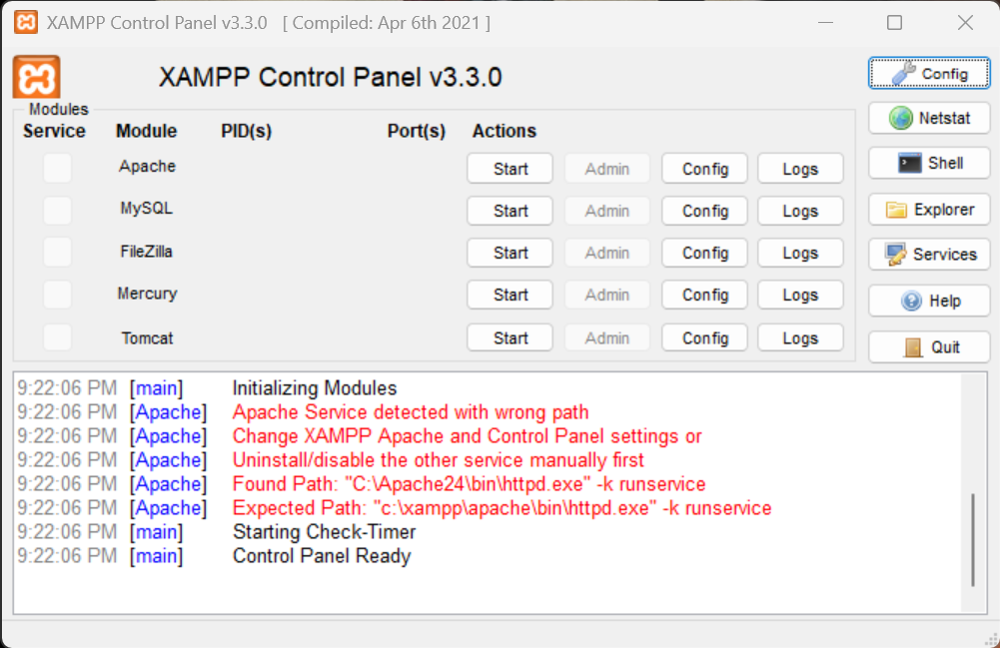 XAMPP Control Panel v3.3.0 [ Compiled: Apr 6th 2021 ]
XAMPP Control Panel v3.3.0
Config
Modules
Service Module PID(s) Port(s) Actions
Netstat
Apache Start Admin Config Logs
Shell
MySQL Start Admin Config Logs
Explorer
FileZilla Start Admin Config Logs
Services
Mercury Start Admin Config Logs
Help
Tomcat Start Admin Config Logs
Quit
9:22:06 PM [main] Initializing Modules
9:22:06 PM [Apache] Apache Service detected with wrong path
9:22:06 PM [Apache] Change XAMPP Apache and Control Panel settings or
9:22:06 PM [Apache] Uninstall/disable the other service manually first
9:22:06 PM [Apache] Found Path: "C:\Apache24\bin\httpd.exe" -k runservice
9:22:06 PM [Apache] Expected Path: "c:\xampp\apache\bin\httpd.exe" -k runservice
9:22:06 PM [main] Starting Check-Timer
9:22:06 PM [main] Control Panel Ready